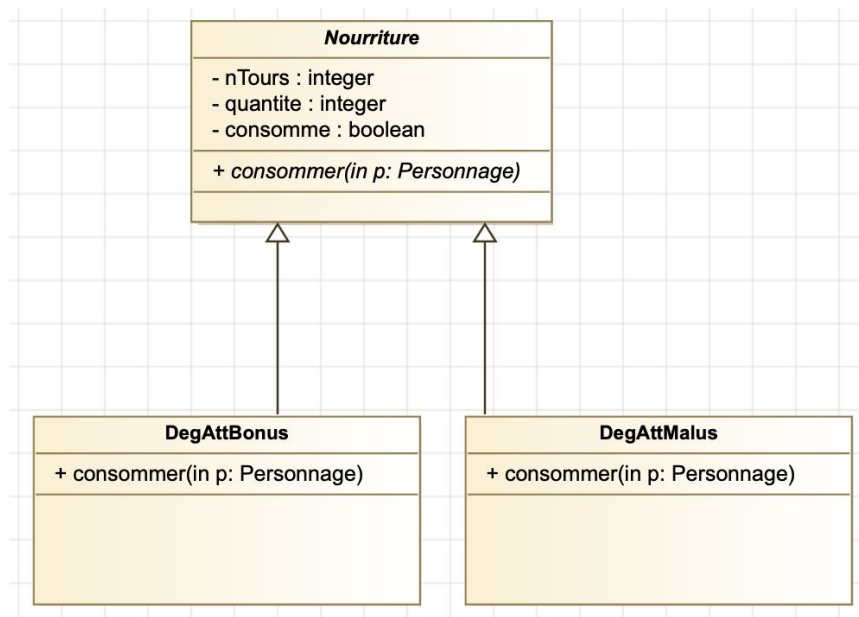 Nourriture
- nTours : integer
- quantite : integer
- consomme : boolean
+ consommer(in p: Personnage)
DegAttBonus
+ consommer(in p: Personnage)
DegAttMalus
+ consommer(in p: Personnage)